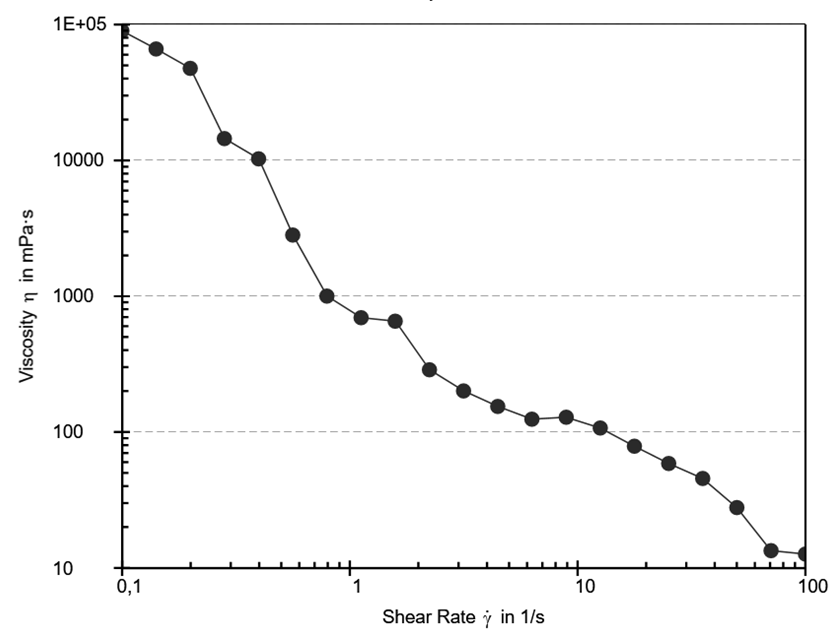 1E+05
10000
1000
100
10
Viscosity η in mPa·s
0,1 1 10 100
Shear Rate γ̇ in 1/s